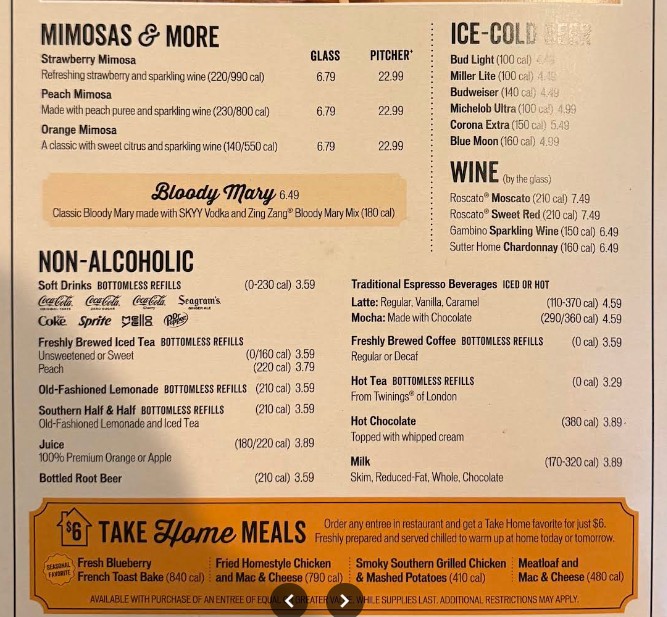 MIMOSAS & MORE
GLASS PITCHER+
Strawberry Mimosa
Refreshing strawberry and sparkling wine (220/990 cal) 6.79 22.99
Peach Mimosa
Made with peach puree and sparkling wine (230/800 cal) 6.79 22.99
Orange Mimosa
A classic with sweet citrus and sparkling wine (140/550 cal) 6.79 22.99
Bloody Mary 6.49
Classic Bloody Mary made with SKYY Vodka and Zing Zang® Bloody Mary Mix (180 cal)
ICE-COLD BEER
Bud Light (100 cal)
Miller Lite (100 cal) 4.49
Budweiser (140 cal) 4.49
Michelob Ultra (100 cal) 4.99
Corona Extra (150 cal) 5.49
Blue Moon (160 cal) 4.99
WINE (by the glass)
Roscato® Moscato (210 cal) 7.49
Roscato® Sweet Red (210 cal) 7.49
Gambino Sparkling Wine (150 cal) 6.49
Sutter Home Chardonnay (160 cal) 6.49
NON-ALCOHOLIC
Soft Drinks BOTTOMLESS REFILLS (0-230 cal) 3.59
Coca-Cola Coca-Cola Coca-Cola Seagram's
Coke Sprite
Freshly Brewed Iced Tea BOTTOMLESS REFILLS
Unsweetened or Sweet (0/160 cal) 3.59
Peach (220 cal) 3.79
Old-Fashioned Lemonade BOTTOMLESS REFILLS (210 cal) 3.59
Southern Half & Half BOTTOMLESS REFILLS (210 cal) 3.59
Old-Fashioned Lemonade and Iced Tea
Juice (180/220 cal) 3.89
100% Premium Orange or Apple
Bottled Root Beer (210 cal) 3.59
Traditional Espresso Beverages ICED OR HOT
Latte: Regular, Vanilla, Caramel (110-370 cal) 4.59
Mocha: Made with Chocolate (290/360 cal) 4.59
Freshly Brewed Coffee BOTTOMLESS REFILLS (0 cal) 3.59
Regular or Decaf
Hot Tea BOTTOMLESS REFILLS (0 cal) 3.29
From Twinings® of London
Hot Chocolate (380 cal) 3.89
Topped with whipped cream
Milk (170-320 cal) 3.89
Skim, Reduced-Fat, Whole, Chocolate
$6 TAKE Home MEALS
Order any entree in restaurant and get a Take Home favorite for just $6.
Freshly prepared and served chilled to warm up at home today or tomorrow.
SEASONAL FAVORITE
Fresh Blueberry
French Toast Bake (840 cal)
Fried Homestyle Chicken
and Mac & Cheese (790 cal)
Smoky Southern Grilled Chicken
& Mashed Potatoes (410 cal)
Meatloaf and
Mac & Cheese (480 cal)
AVAILABLE WITH PURCHASE OF AN ENTREE OF GREATER WHILE SUPPLIES LAST. ADDITIONAL RESTRICTIONS MAY APPLY.